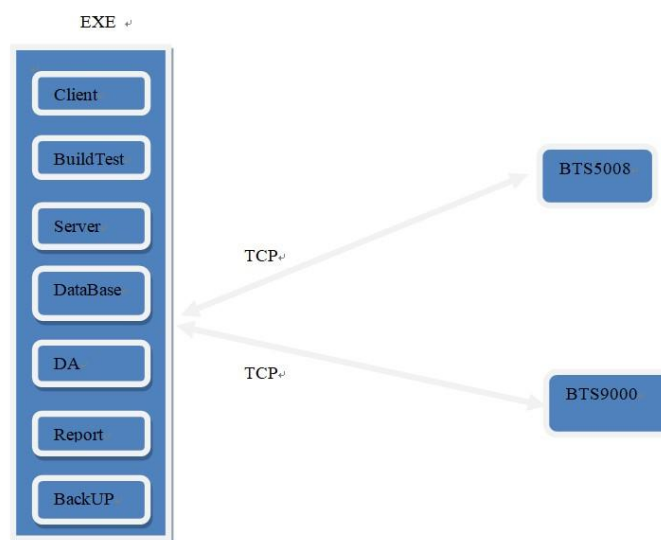 EXE
Client
BuildTest
Server
DataBase
DA
Report
BackUP
TCP
TCP
BTS5008
BTS9000